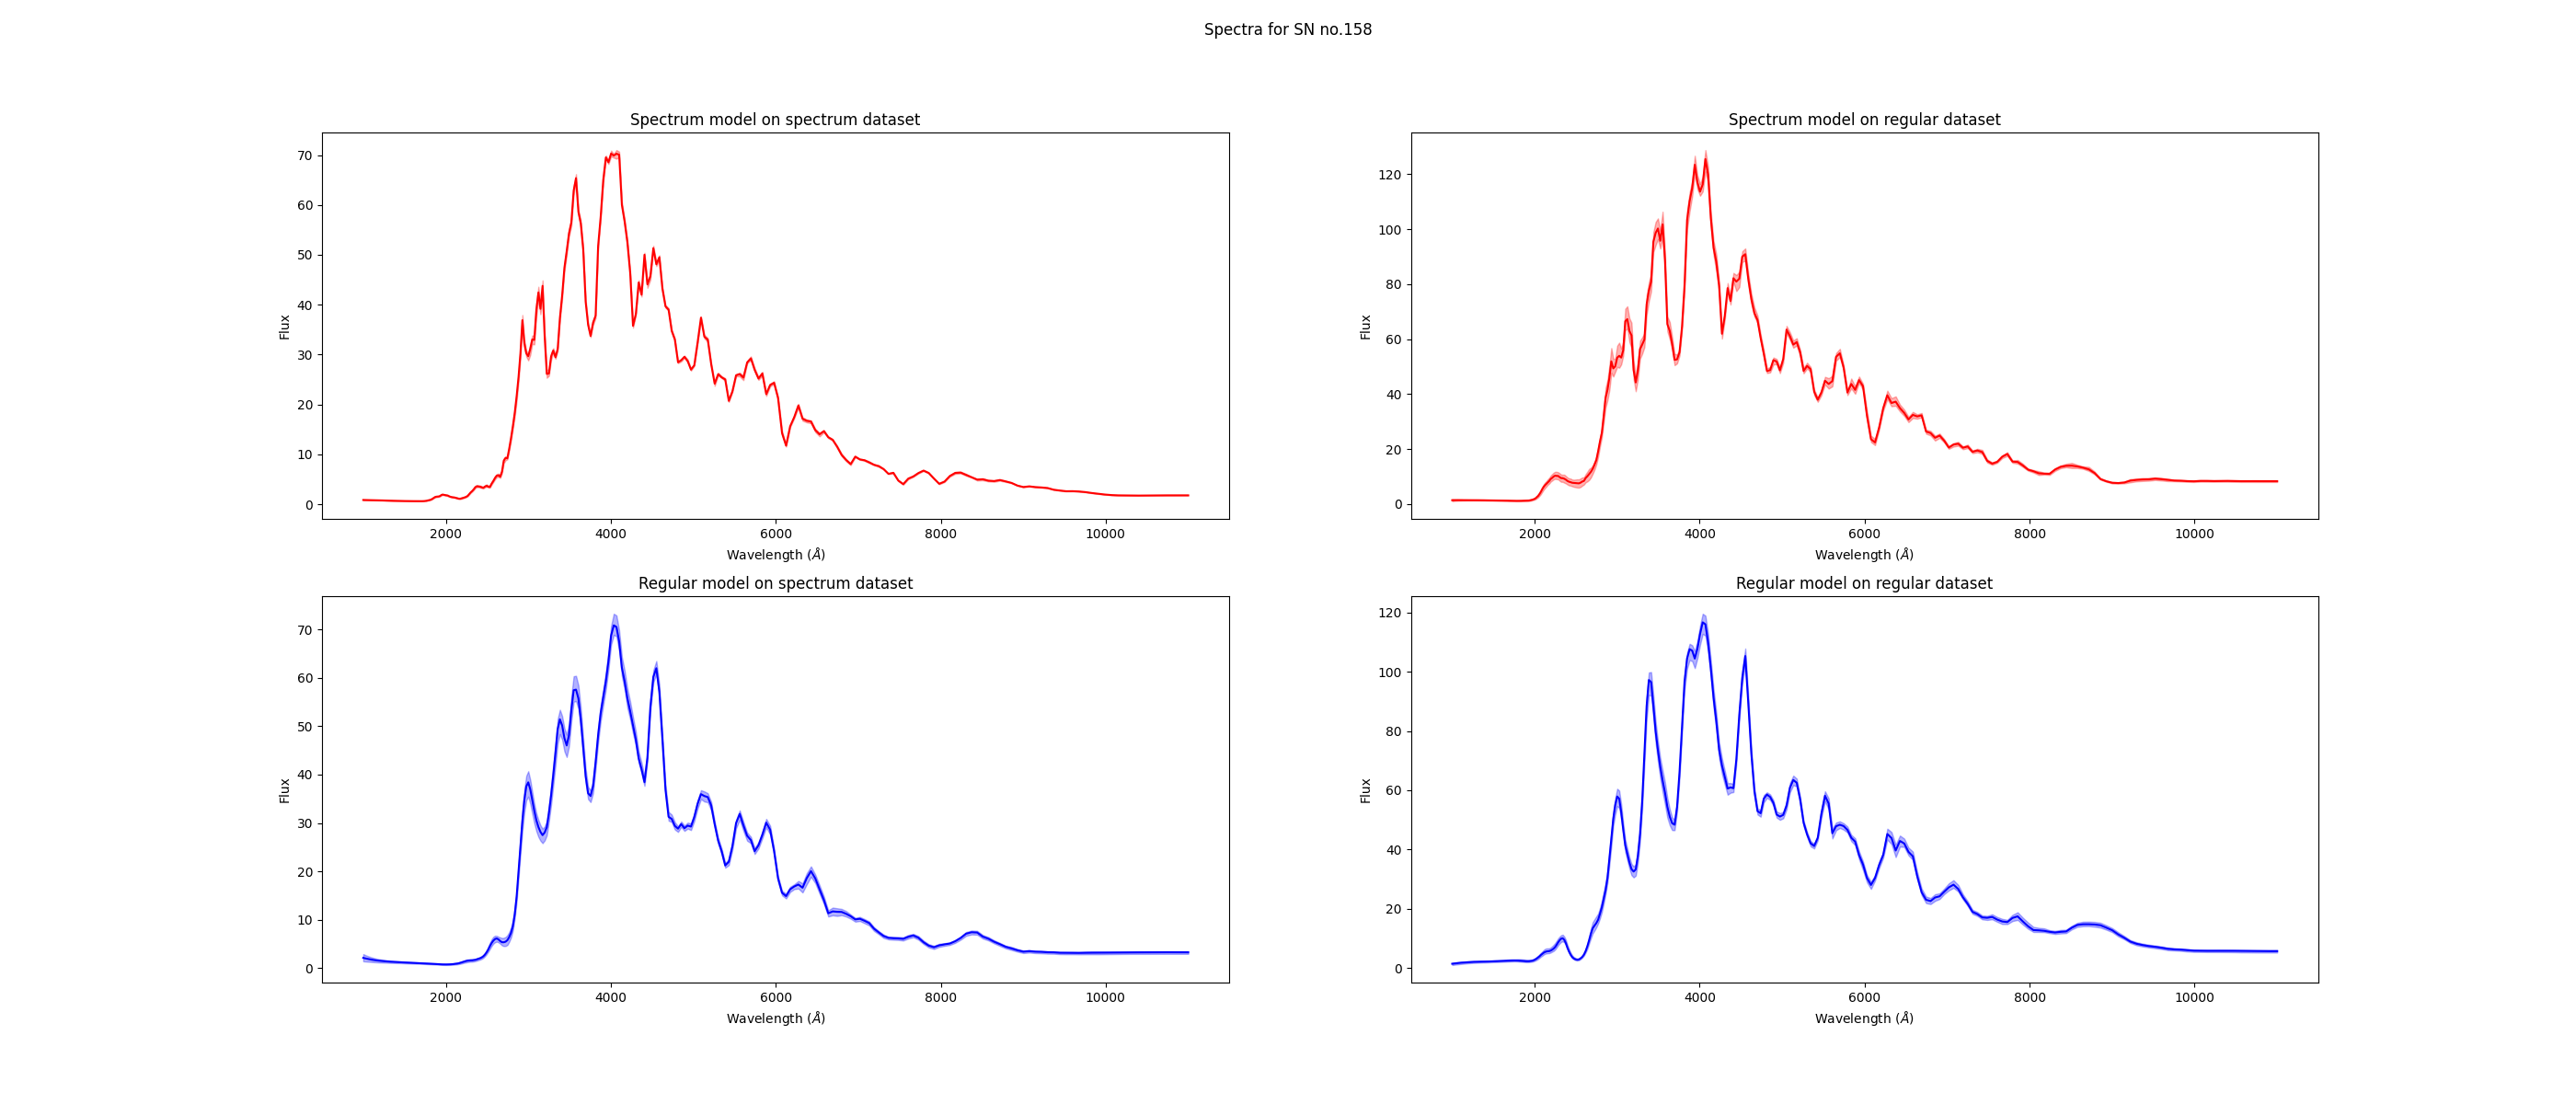 Spectra for SN no.158
Spectrum model on spectrum dataset
70
60
50
40
30
20
10
0
Flux
2000 4000 6000 8000 10000
Wavelength (Å)
Spectrum model on regular dataset
120
100
80
60
40
20
0
Flux
2000 4000 6000 8000 10000
Wavelength (Å)
Regular model on spectrum dataset
70
60
50
40
30
20
10
0
Flux
2000 4000 6000 8000 10000
Wavelength (Å)
Regular model on regular dataset
120
100
80
60
40
20
0
Flux
2000 4000 6000 8000 10000
Wavelength (Å)